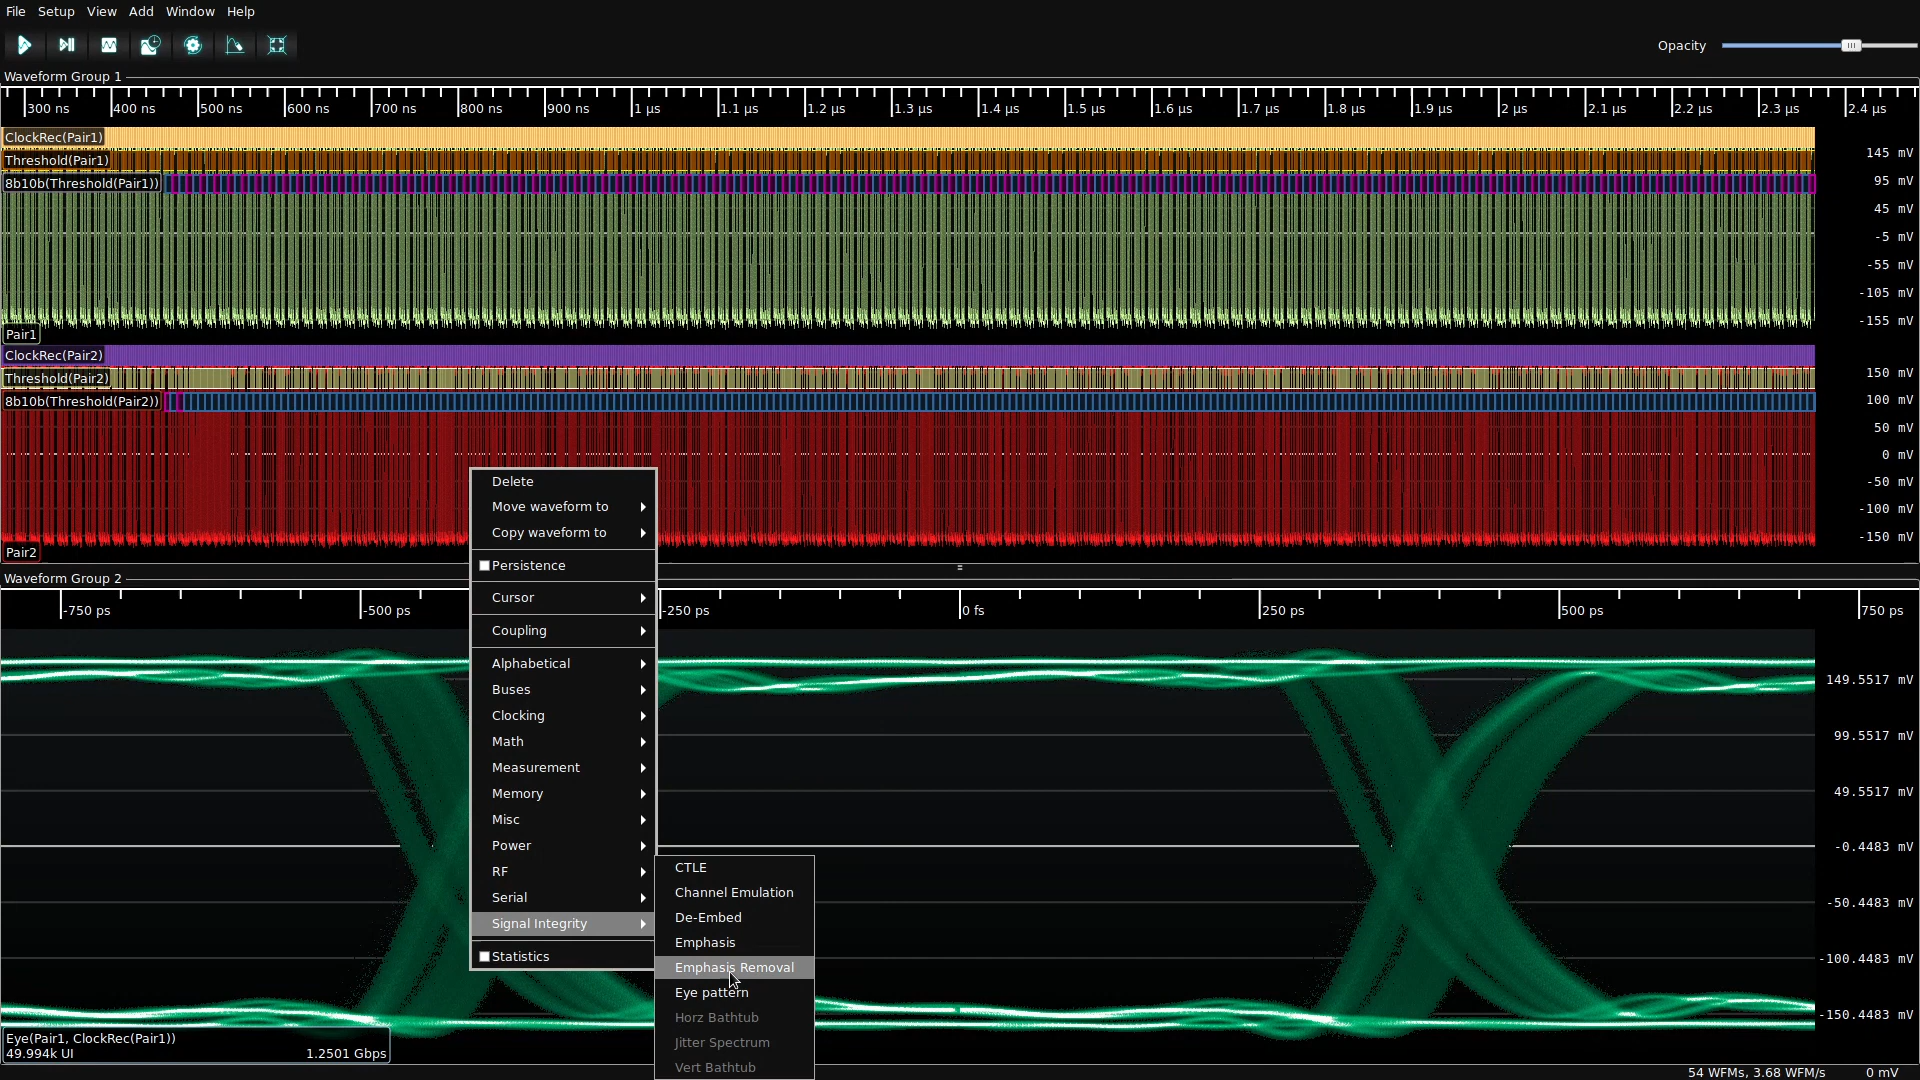 File Setup View Add Window Help
Opacity
Waveform Group 1
300 ns 400 ns 500 ns 600 ns 700 ns 800 ns 900 ns 1 µs 1.1 µs 1.2 µs 1.3 µs 1.4 µs 1.5 µs 1.6 µs 1.7 µs 1.8 µs 1.9 µs 2 µs 2.1 µs 2.2 µs 2.3 µs 2.4 µs
ClockRec(Pair1)
Threshold(Pair1)
8b10b(Threshold(Pair1))
145 mV
95 mV
45 mV
-5 mV
-55 mV
-105 mV
-155 mV
Pair1
ClockRec(Pair2)
Threshold(Pair2)
8b10b(Threshold(Pair2))
150 mV
100 mV
50 mV
0 mV
-50 mV
-100 mV
-150 mV
Pair2
Delete
Move waveform to
Copy waveform to
Persistence
Cursor
Coupling
Alphabetical
Buses
Clocking
Math
Measurement
Memory
Misc
Power
RF
Serial
Signal Integrity
Statistics
CTLE
Channel Emulation
De-Embed
Emphasis
Emphasis Removal
Eye pattern
Horz Bathtub
Jitter Spectrum
Vert Bathtub
Waveform Group 2
-750 ps -500 ps -250 ps 0 fs 250 ps 500 ps 750 ps
149.5517 mV
99.5517 mV
49.5517 mV
-0.4483 mV
-50.4483 mV
-100.4483 mV
-150.4483 mV
Eye(Pair1, ClockRec(Pair1))
49.994k UI 1.2501 Gbps
54 WFMs, 3.68 WFM/s 0 mV